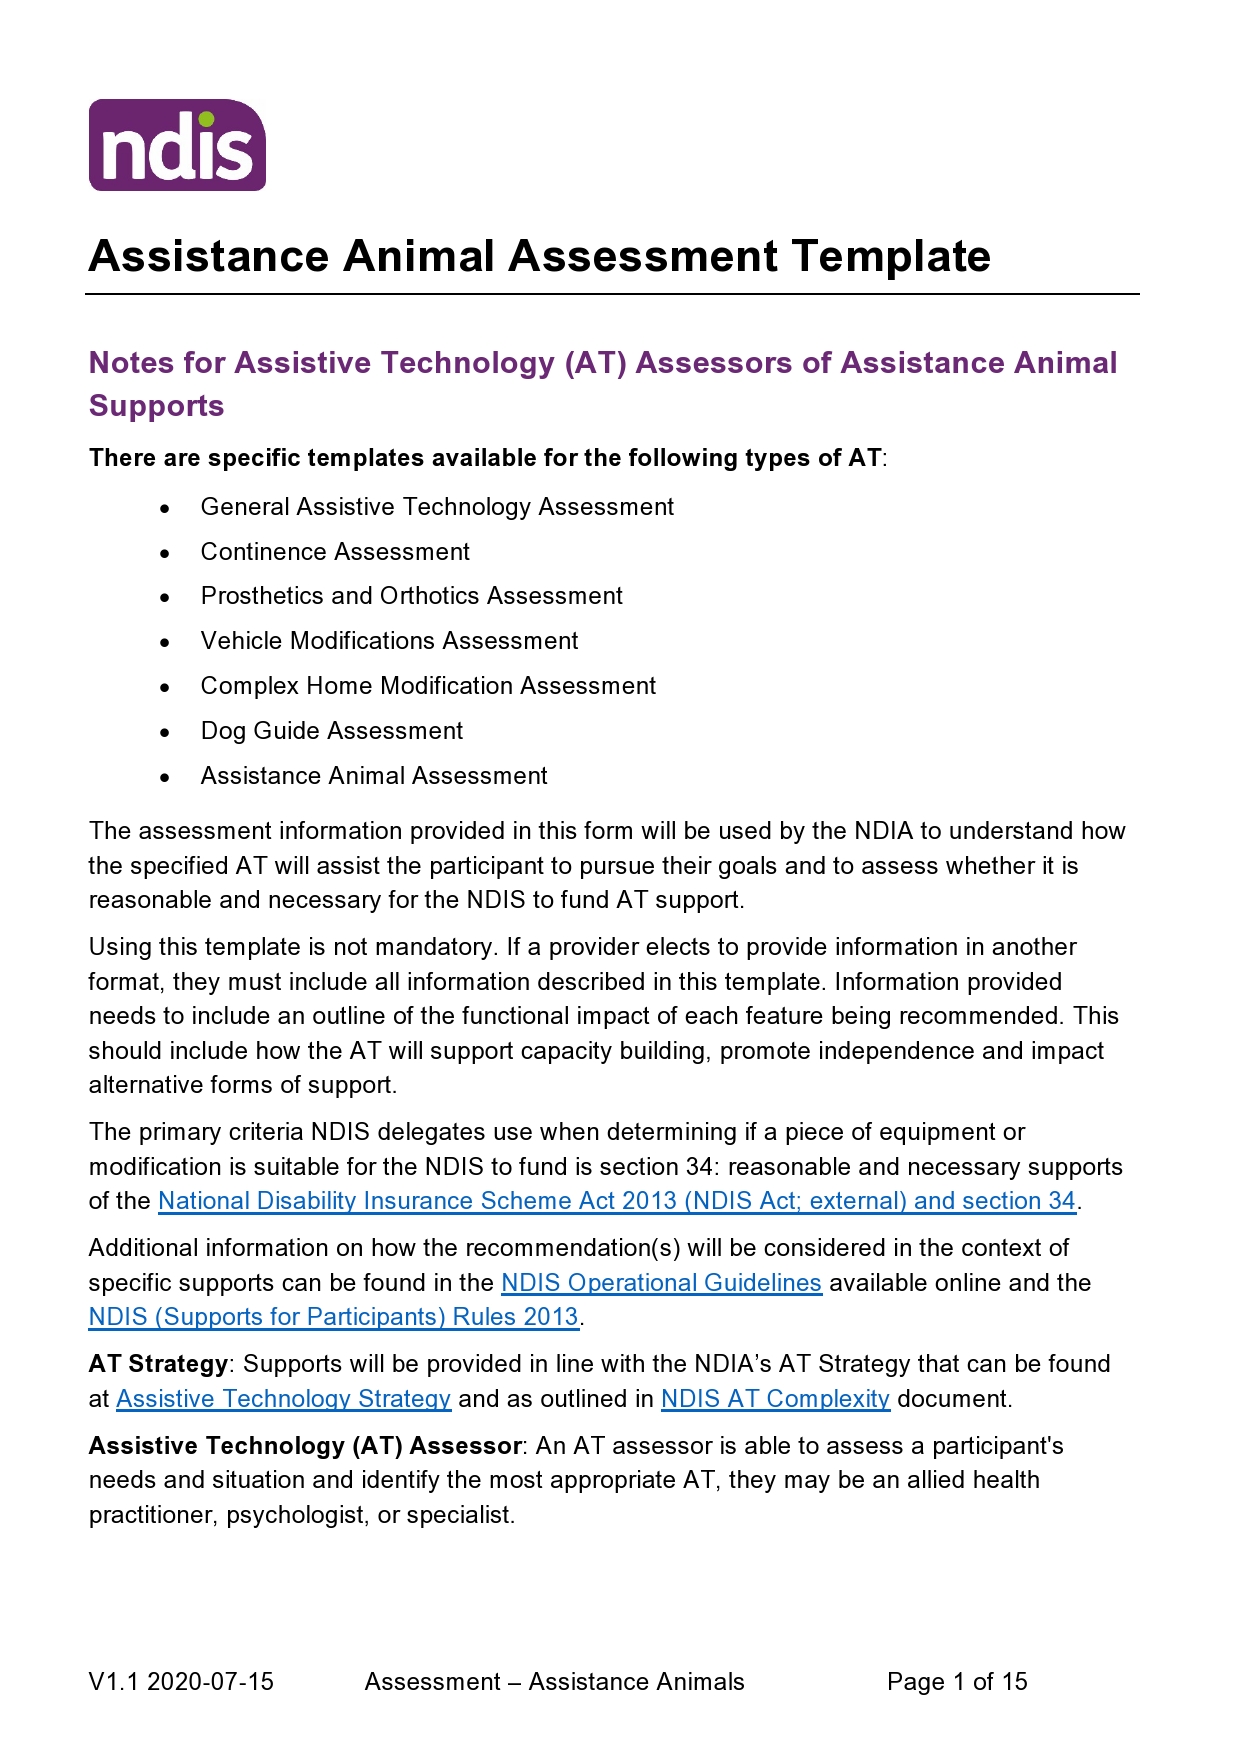 ndis
Assistance Animal Assessment Template
Notes for Assistive Technology (AT) Assessors of Assistance Animal
Supports
There are specific templates available for the following types of AT:
• General Assistive Technology Assessment
• Continence Assessment
• Prosthetics and Orthotics Assessment
• Vehicle Modifications Assessment
• Complex Home Modification Assessment
• Dog Guide Assessment
• Assistance Animal Assessment
The assessment information provided in this form will be used by the NDIA to understand how
the specified AT will assist the participant to pursue their goals and to assess whether it is
reasonable and necessary for the NDIS to fund AT support.
Using this template is not mandatory. If a provider elects to provide information in another
format, they must include all information described in this template. Information provided
needs to include an outline of the functional impact of each feature being recommended. This
should include how the AT will support capacity building, promote independence and impact
alternative forms of support.
The primary criteria NDIS delegates use when determining if a piece of equipment or
modification is suitable for the NDIS to fund is section 34: reasonable and necessary supports
of the National Disability Insurance Scheme Act 2013 (NDIS Act; external) and section 34.
Additional information on how the recommendation(s) will be considered in the context of
specific supports can be found in the NDIS Operational Guidelines available online and the
NDIS (Supports for Participants) Rules 2013.
AT Strategy: Supports will be provided in line with the NDIA’s AT Strategy that can be found
at Assistive Technology Strategy and as outlined in NDIS AT Complexity document.
Assistive Technology (AT) Assessor: An AT assessor is able to assess a participant's
needs and situation and identify the most appropriate AT, they may be an allied health
practitioner, psychologist, or specialist.
V1.1 2020-07-15 Assessment – Assistance Animals Page 1 of 15